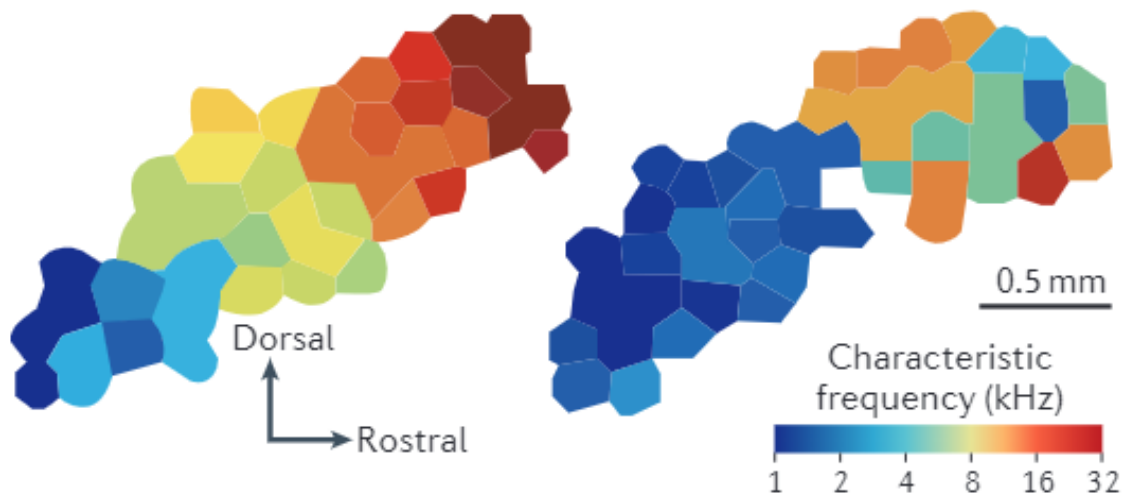 0.5 mm
Dorsal
Rostral
Characteristic
frequency (kHz)
1 2 4 8 16 32